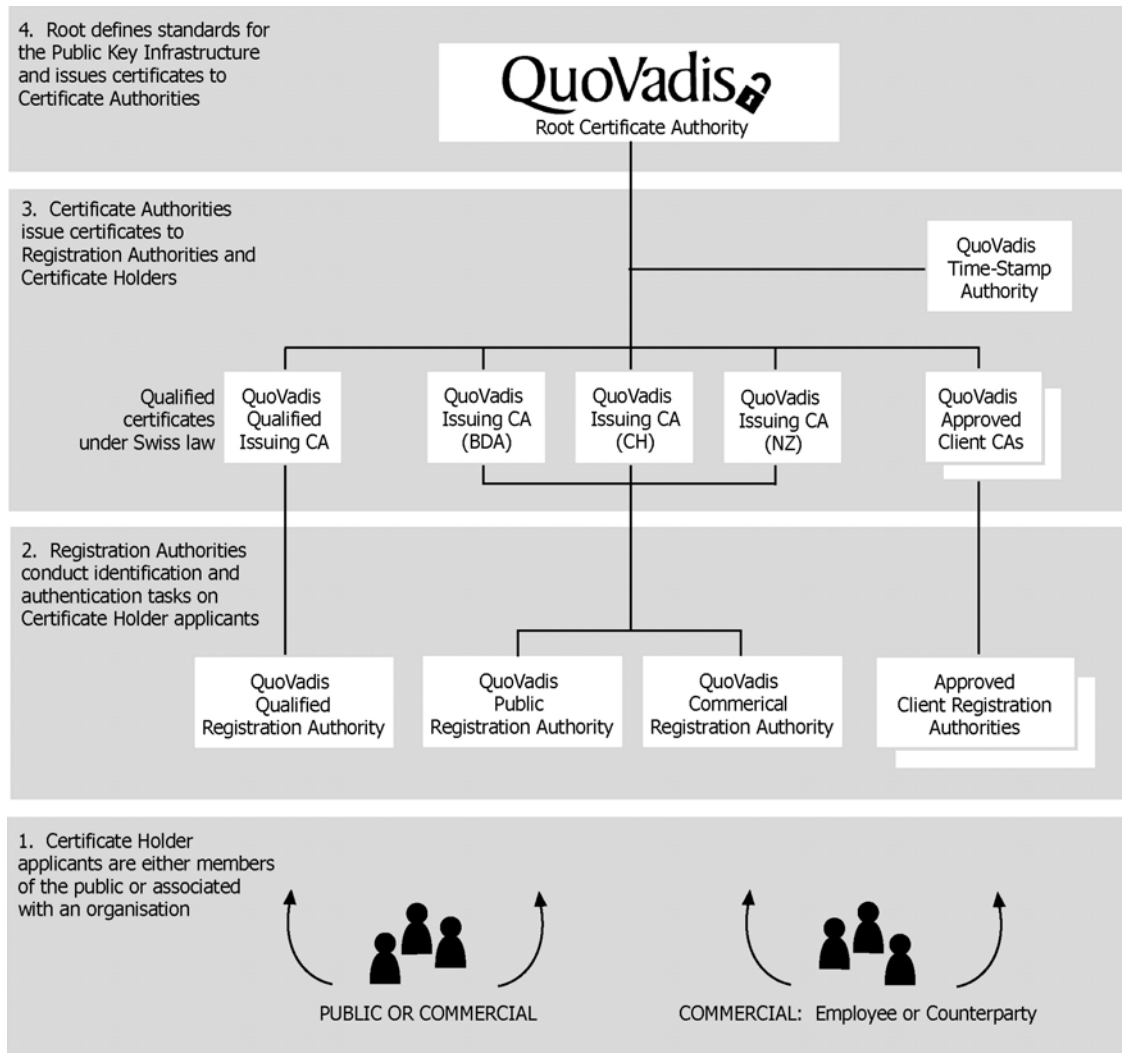 4. Root defines standards for
the Public Key Infrastructure
and issues certificates to
Certificate Authorities
QuoVadis
Root Certificate Authority
3. Certificate Authorities
issue certificates to
Registration Authorities and
Certificate Holders
QuoVadis
Time-Stamp
Authority
Qualified
certificates
under Swiss law
QuoVadis
Qualified
Issuing CA
QuoVadis
Issuing CA
(BDA)
QuoVadis
Issuing CA
(CH)
QuoVadis
Issuing CA
(NZ)
QuoVadis
Approved
Client CAs
2. Registration Authorities
conduct identification and
authentication tasks on
Certificate Holder applicants
QuoVadis
Qualified
Registration Authority
QuoVadis
Public
Registration Authority
QuoVadis
Commerical
Registration Authority
Approved
Client Registration
Authorities
1. Certificate Holder
applicants are either members
of the public or associated
with an organisation
PUBLIC OR COMMERCIAL
COMMERCIAL: Employee or Counterparty